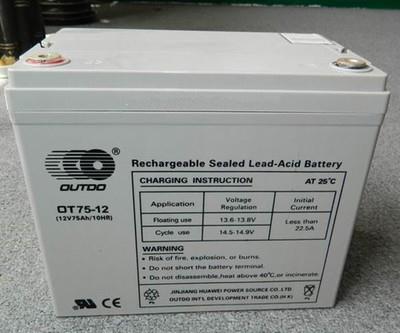 ®
OUTDO
OT75-12
(12V75Ah/10HR)
Rechargeable Sealed Lead-Acid Battery
CHARGING INSTRUCTION AT 25℃
Application Voltage Regulation Initial Current
Floating use 13.6-13.8V Less than 22.5A
Cycle use 14.5-14.9V
WARNING
Risk of fire, explosion, or burns.
Do not short the battery terminals.
Do not disassemble, heat above 40℃, or incinerate.
JINJIANG HUAWEI POWER SOURCE CO., LTD
OUTDO INT'L DEVELOPMENT TRADE CO.(H K)
CE